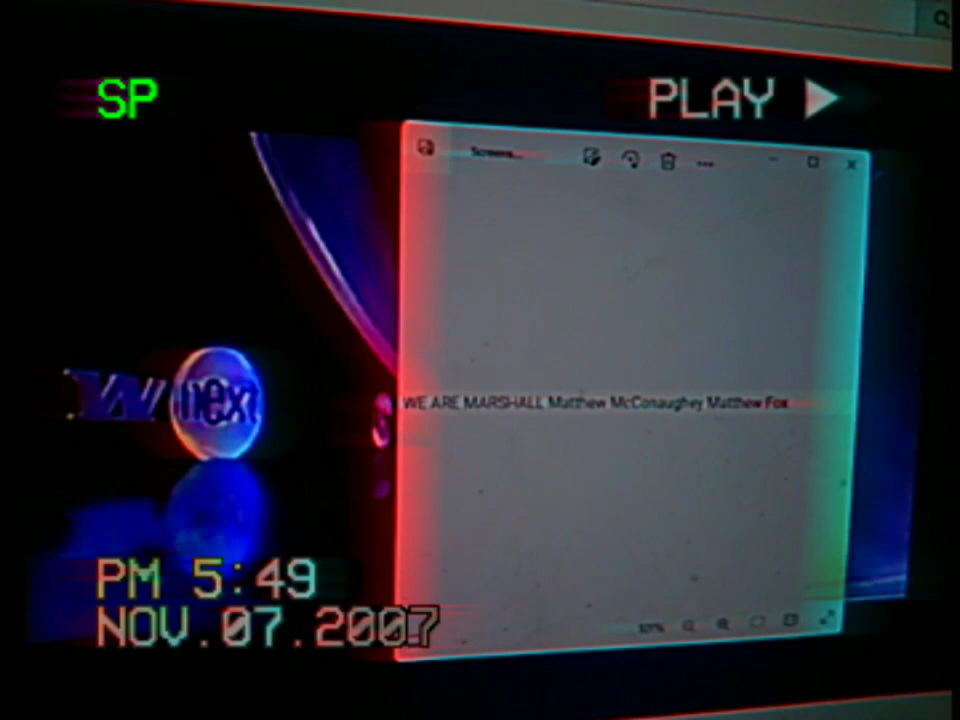 SP
PLAY
Screens...
W next
WE ARE MARSHALL Matthew McConaughey Matthew Fox
PM 5:49
NOV.07.2007